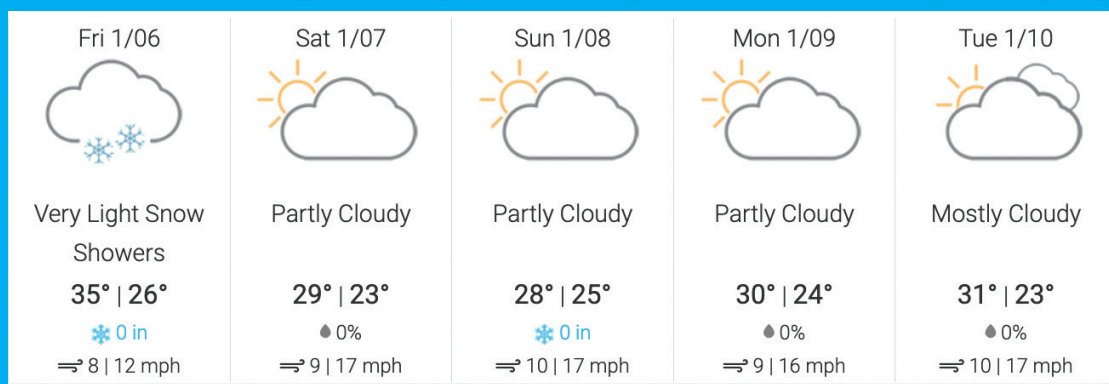 Fri 1/06
Very Light Snow
Showers
35° | 26°
0 in
8 | 12 mph
Sat 1/07
Partly Cloudy
29° | 23°
0%
9 | 17 mph
Sun 1/08
Partly Cloudy
28° | 25°
0 in
10 | 17 mph
Mon 1/09
Partly Cloudy
30° | 24°
0%
9 | 16 mph
Tue 1/10
Mostly Cloudy
31° | 23°
0%
10 | 17 mph